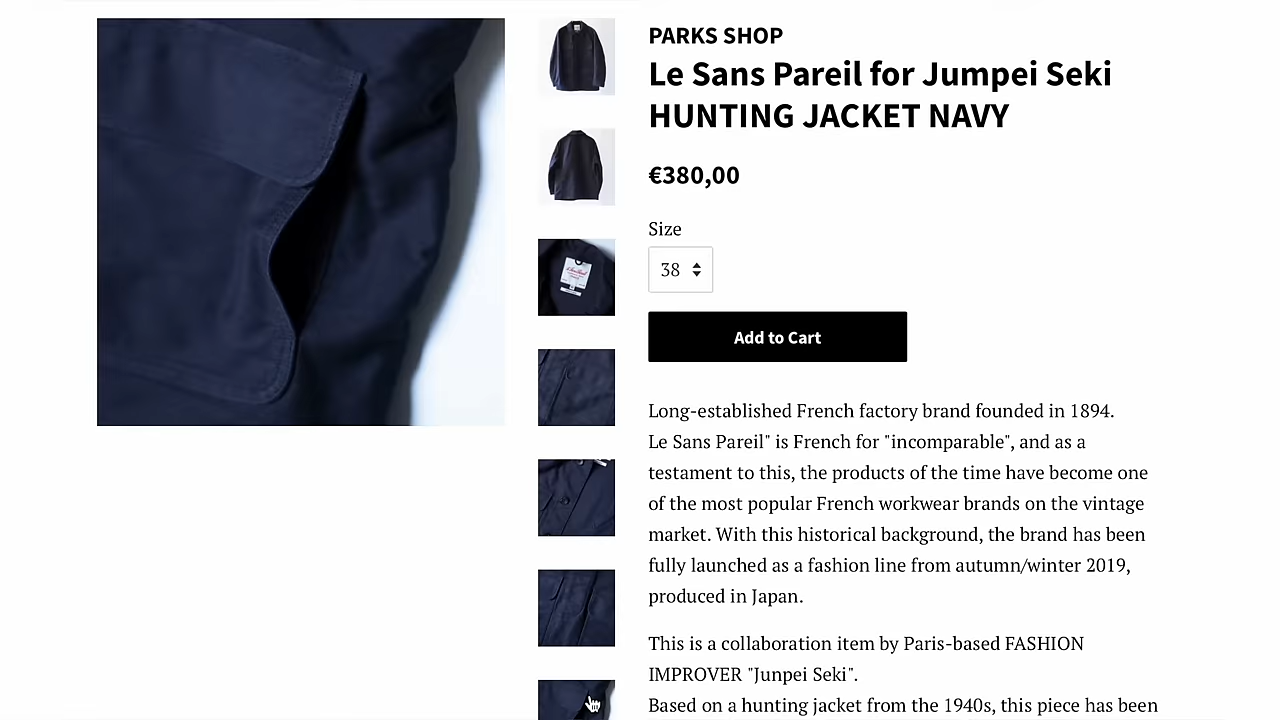 PARKS SHOP
Le Sans Pareil for Jumpei Seki
HUNTING JACKET NAVY
€380,00
Size
38
Add to Cart
Long-established French factory brand founded in 1894.
Le Sans Pareil" is French for "incomparable", and as a
testament to this, the products of the time have become one
of the most popular French workwear brands on the vintage
market. With this historical background, the brand has been
fully launched as a fashion line from autumn/winter 2019,
produced in Japan.
This is a collaboration item by Paris-based FASHION
IMPROVER "Junpei Seki".
Based on a hunting jacket from the 1940s, this piece has been